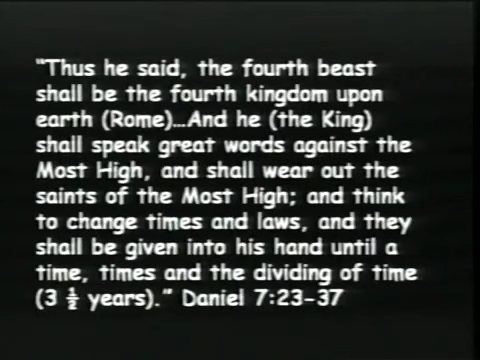 "Thus he said, the fourth beast
shall be the fourth kingdom upon
earth (Rome)…And he (the King)
shall speak great words against the
Most High, and shall wear out the
saints of the Most High; and think
to change times and laws, and they
shall be given into his hand until a
time, times and the dividing of time
(3 ½ years)." Daniel 7:23-37